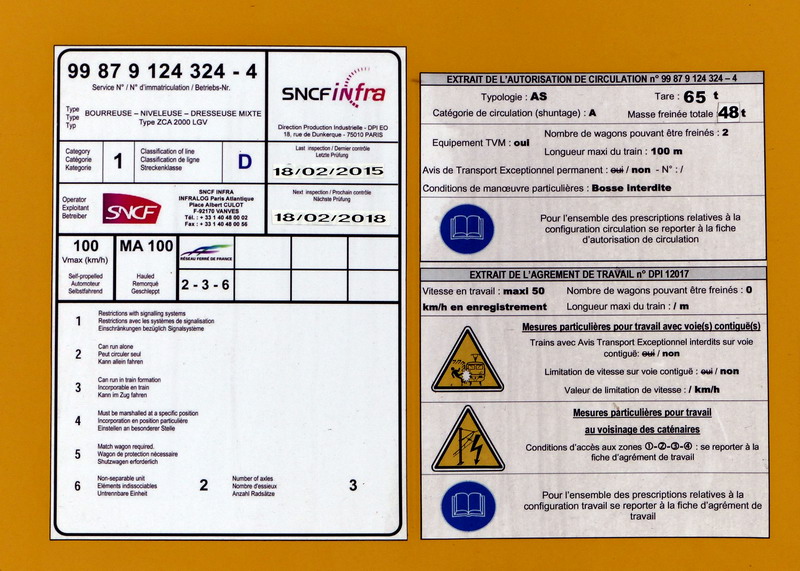 99 87 9 124 324 - 4
Service N° / N° d'immatriculation / Betriebs-Nr.
Type
Type
Typ
BOURREUSE – NIVELEUSE – DRESSEUSE MIXTE
Type ZCA 2000 LGV
SNCF infra
Direction Production Industrielle - DPI EO
18, rue de Dunkerque - 75010 PARIS
Category
Catégorie
Kategorie
1
Classification of line
Classification de ligne
Streckenklasse
D
Last inspection / Dernier contrôle
Letzte Prüfung
18/02/2015
Operator
Exploitant
Betreiber
SNCF
SNCF INFRA
INFRALOG Paris Atlantique
Place Albert CULOT
F-92170 VANVES
Tél. : + 33 1 40 48 00 02
Fax : + 33 1 40 48 00 56
Next inspection / Prochain contrôle
Nächste Prüfung
18/02/2018
100
Vmax (km/h)
MA 100
RÉSEAU FERRÉ DE FRANCE
Self-propelled
Automoteur
Selbstfahrend
Hauled
Remorqué
Geschleppt
2 - 3 - 6
1
Restrictions with signalling systems
Restrictions avec les systèmes de signalisation
Einschränkungen bezüglich Signalsysteme
2
Can run alone
Peut circuler seul
Kann allein fahren
3
Can run in train formation
Incorporable en train
Kann im Zug fahren
4
Must be marshalled at a specific position
Incorporation en position particulière
Einstellen an besonderer Stelle
5
Match wagon required.
Wagon de protection nécessaire
Shutzwagen erforderlich
6
Non-separable unit
Eléments indissociables
Untrennbare Einheit
2
Number of axles
Nombre d'essieux
Anzahl Radsätze
3
EXTRAIT DE L'AUTORISATION DE CIRCULATION n° 99 87 9 124 324 – 4
Typologie : AS
Tare : 65 t
Catégorie de circulation (shuntage) : A
Masse freinée totale 48 t
Equipement TVM : oui
Nombre de wagons pouvant être freinés : 2
Longueur maxi du train : 100 m
Avis de Transport Exceptionnel permanent : oui / non - N° : /
Conditions de manœuvre particulières : Bosse interdite
Pour l'ensemble des prescriptions relatives à la
configuration circulation se reporter à la fiche
d'autorisation de circulation
EXTRAIT DE L'AGREMENT DE TRAVAIL n° DPI 12017
Vitesse en travail : maxi 50
km/h en enregistrement
Nombre de wagons pouvant être freinés : 0
Longueur maxi du train : / m
Mesures particulières pour travail avec voie(s) contiguë(s)
Trains avec Avis Transport Exceptionnel interdits sur voie
contiguë: oui / non
Limitation de vitesse sur voie contiguë : oui / non
Valeur de limitation de vitesse : / km/h
Mesures particulières pour travail
au voisinage des caténaires
Conditions d'accès aux zones ①-②-③-④ : se reporter à la
fiche d'agrément de travail
Pour l'ensemble des prescriptions relatives à la
configuration travail se reporter à la fiche d'agrément de
travail